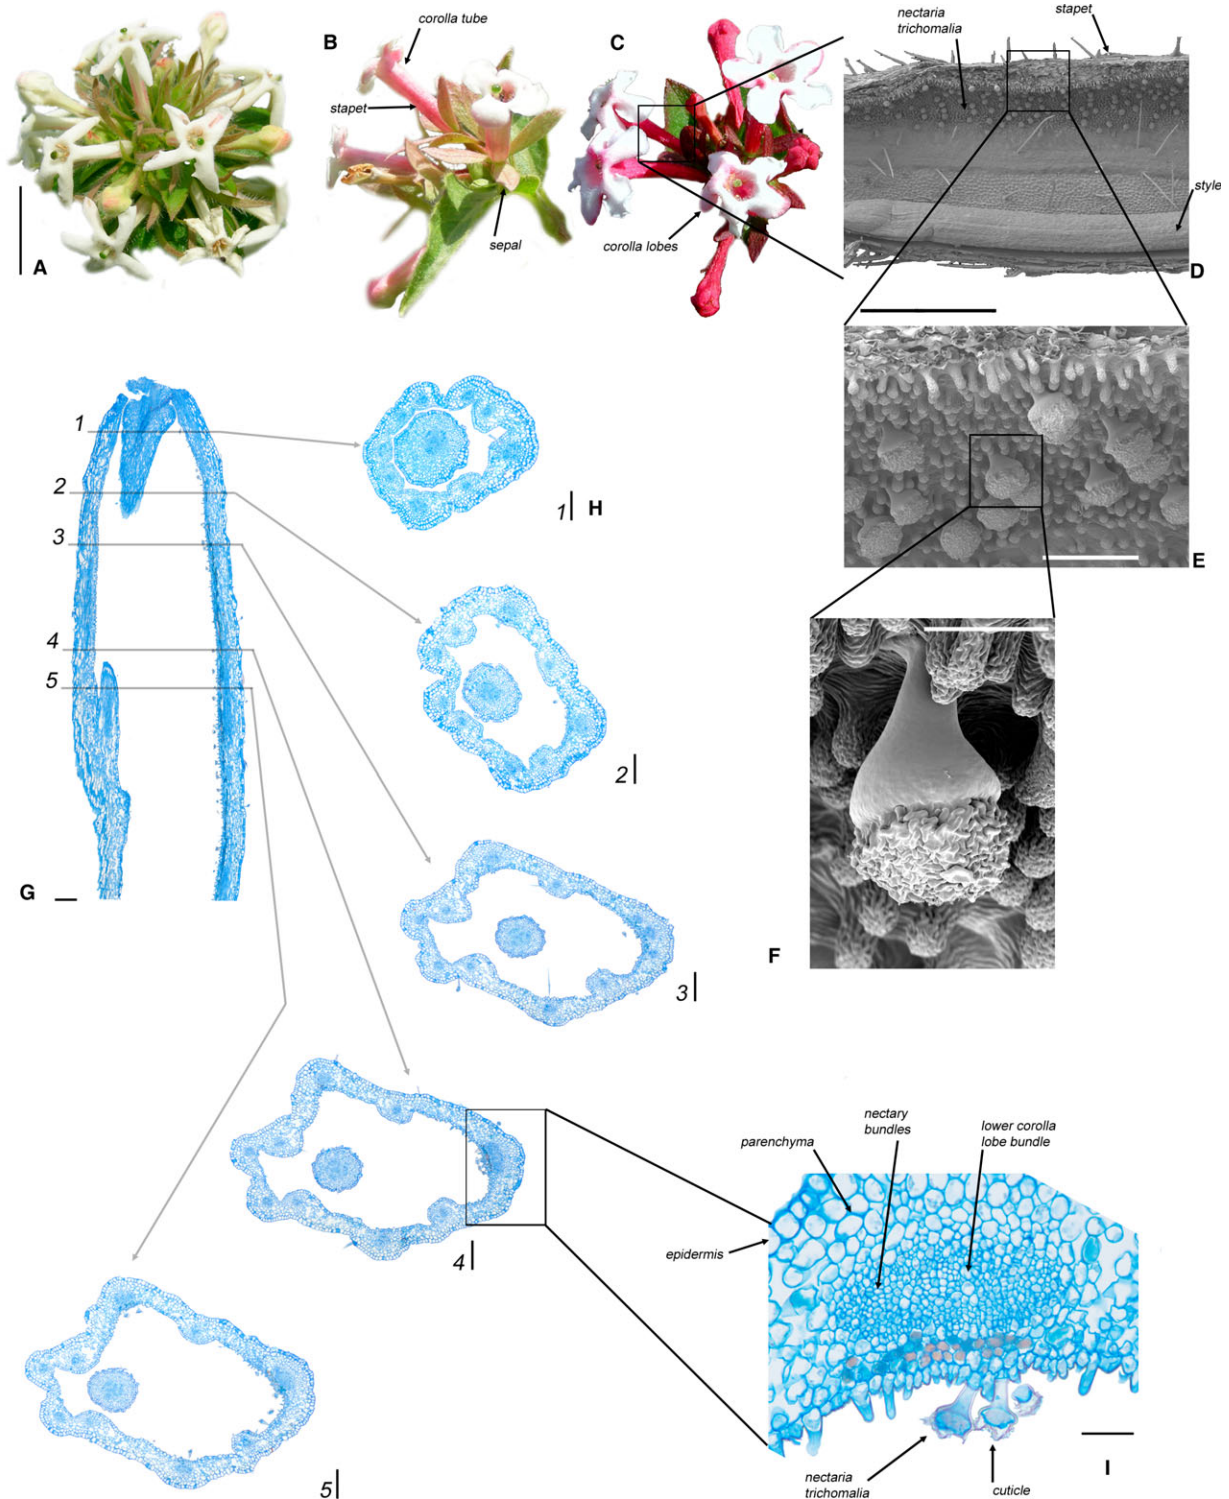 corolla tube
B
stapet
sepal
A
C
corolla lobes
nectaria
trichomalia
stapet
style
D
E
F
1
2
3
4
5
G
1
H
2
3
4
5
parenchyma
nectary
bundles
lower corolla
lobe bundle
epidermis
nectaria
trichomalia
cuticle
I